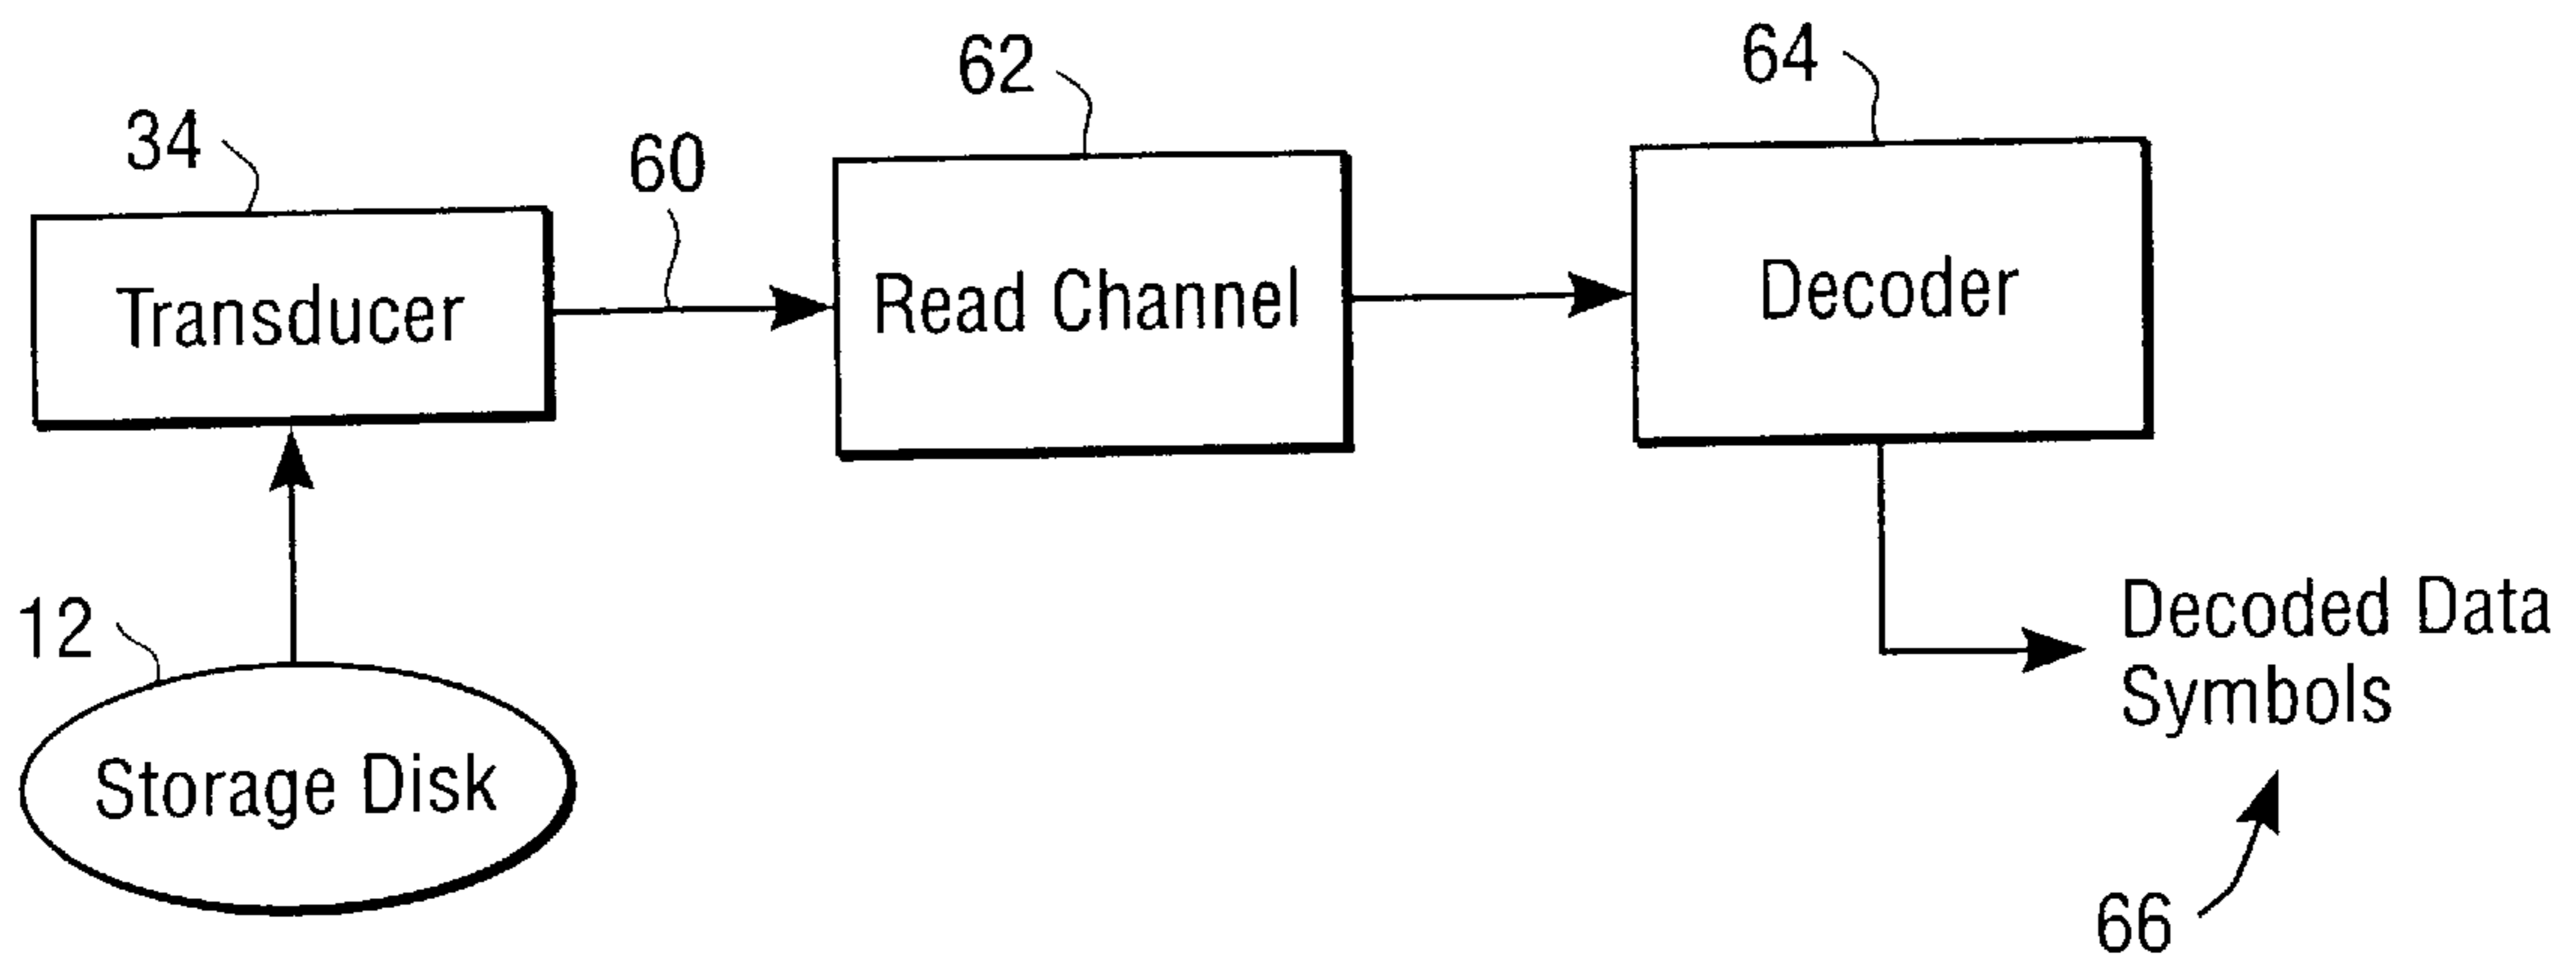 62
64
34
60
Transducer
Read Channel
Decoder
12
Decoded Data
Symbols
Storage Disk
66